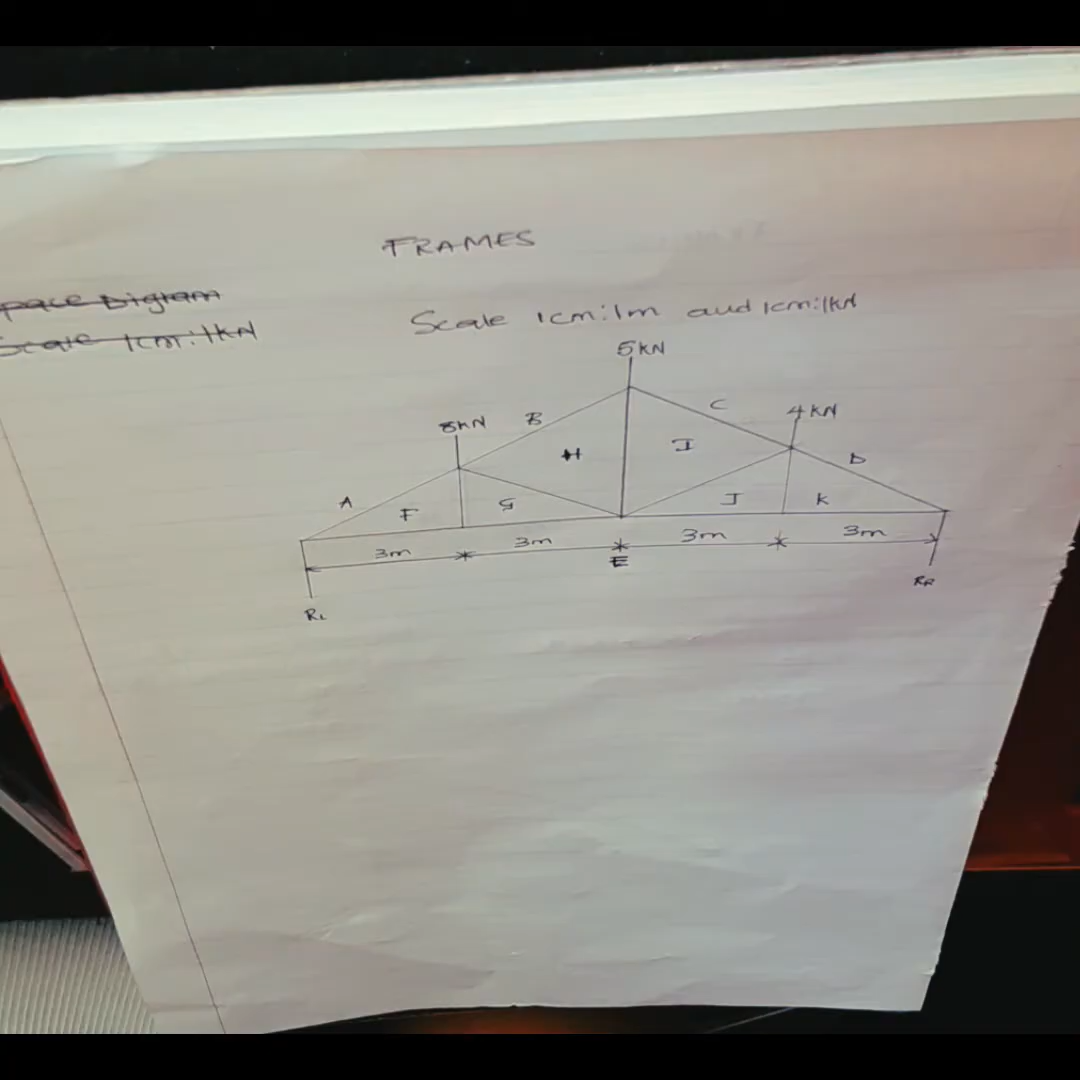 FRAMES
Space Digram
Scale 1cm:1kN
Scale 1cm:1m and 1cm:1kN
5KN
8KN B C 4KN
H I D
A F G J K
3m 3m 3m 3m
E
RL RR